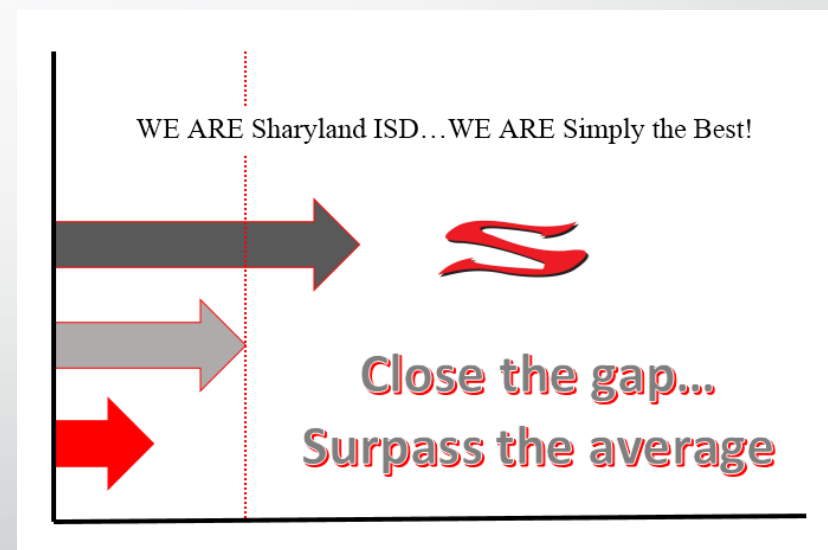 WE ARE Sharyland ISD…WE ARE Simply the Best!
S
Close the gap...
Surpass the average